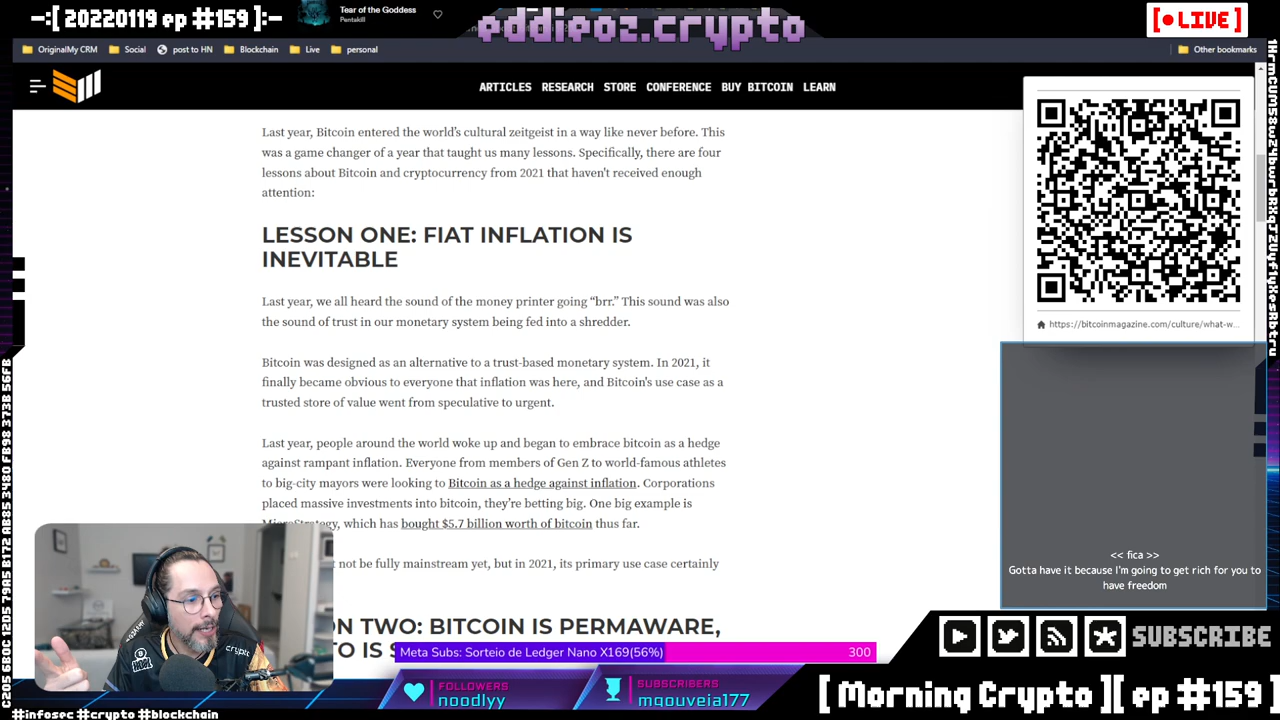 -:[ 20220119 ep #159 ]:-
Tear of the Goddess
Pentakill
eddieoz.crypto
[●LIVE]
OriginalMy CRM
Social
post to HN
Blockchain
Live
personal
Other bookmarks
ARTICLES RESEARCH STORE CONFERENCE BUY BITCOIN LEARN
Last year, Bitcoin entered the world's cultural zeitgeist in a way like never before. This
was a game changer of a year that taught us many lessons. Specifically, there are four
lessons about Bitcoin and cryptocurrency from 2021 that haven't received enough
attention:
LESSON ONE: FIAT INFLATION IS
INEVITABLE
Last year, we all heard the sound of the money printer going “brr.” This sound was also
the sound of trust in our monetary system being fed into a shredder.
Bitcoin was designed as an alternative to a trust-based monetary system. In 2021, it
finally became obvious to everyone that inflation was here, and Bitcoin's use case as a
trusted store of value went from speculative to urgent.
Last year, people around the world woke up and began to embrace bitcoin as a hedge
against rampant inflation. Everyone from members of Gen Z to world-famous athletes
to big-city mayors were looking to Bitcoin as a hedge against inflation. Corporations
placed massive investments into bitcoin, they're betting big. One big example is
MicroStrategy, which has bought $5.7 billion worth of bitcoin thus far.
not be fully mainstream yet, but in 2021, its primary use case certainly
ON TWO: BITCOIN IS PERMAWARE,
TO IS
https://bitcoinmagazine.com/culture/what-w...
<< fica >>
Gotta have it because I'm going to get rich for you to
have freedom
Meta Subs: Sorteio de Ledger Nano X169(56%)
300
FOLLOWERS
noodlyy
SUBSCRIBERS
mgouveia177
SUBSCRIBE
[ Morning Crypto ][ ep #159 ]
#infosec #crypto #blockchain